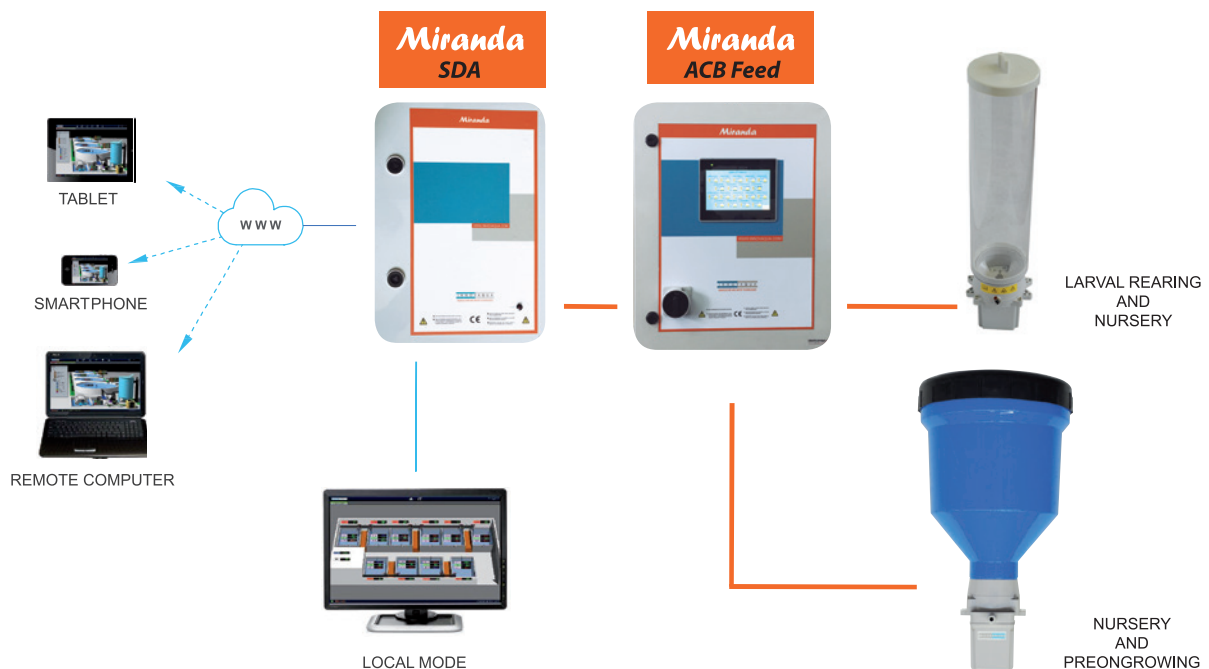 Miranda
SDA
Miranda
ACB Feed
Miranda
Miranda
TABLET
WWW
SMARTPHONE
REMOTE COMPUTER
LOCAL MODE
LARVAL REARING
AND
NURSERY
NURSERY
AND
PREONGROWING
CE
CE